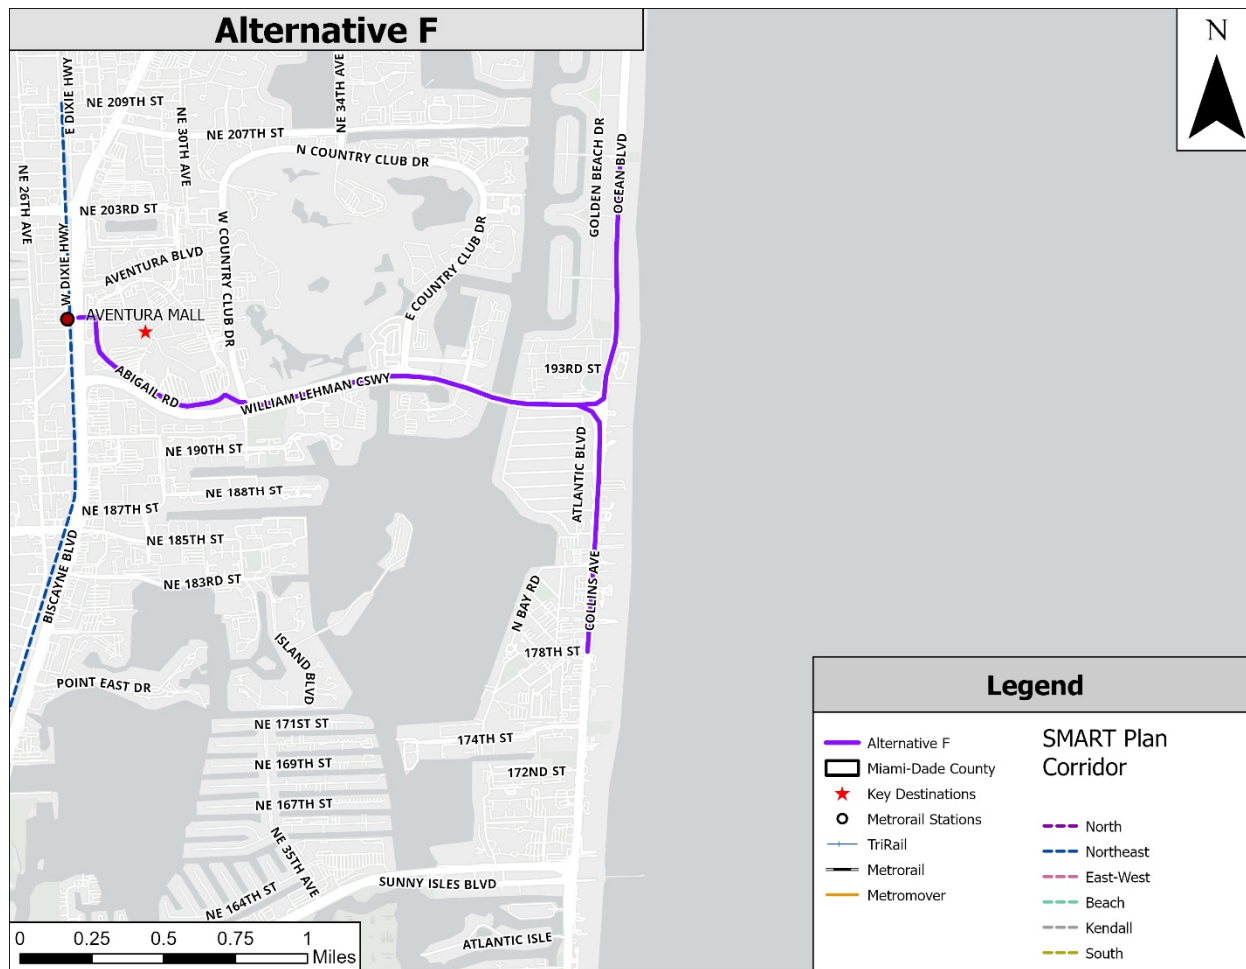 Alternative F
N
E DIXIE HWY
NE 209TH ST
NE 30TH AVE
NE 34TH AVE
NE 207TH ST
N COUNTRY CLUB DR
GOLDEN BEACH DR
OCEAN BLVD
NE 26TH AVE
NE 203RD ST
W DIXIE HWY
W COUNTRY CLUB DR
AVENTURA BLVD
E COUNTRY CLUB DR
AVENTURA MALL
193RD ST
ABIGAIL RD
WILLIAM LEHMAN CSWY
ATLANTIC BLVD
NE 190TH ST
NE 188TH ST
NE 187TH ST
NE 185TH ST
NE 183RD ST
BISCAYNE BLVD
N BAY RD
COLLINS AVE
ISLAND BLVD
178TH ST
POINT EAST DR
NE 171ST ST
174TH ST
NE 169TH ST
172ND ST
NE 167TH ST
NE 35TH AVE
SUNNY ISLES BLVD
NE 164TH ST
ATLANTIC ISLE
0 0.25 0.5 0.75 1
Miles
Legend
Alternative F
Miami-Dade County
Key Destinations
Metrorail Stations
TriRail
Metrorail
Metromover
SMART Plan
Corridor
North
Northeast
East-West
Beach
Kendall
South